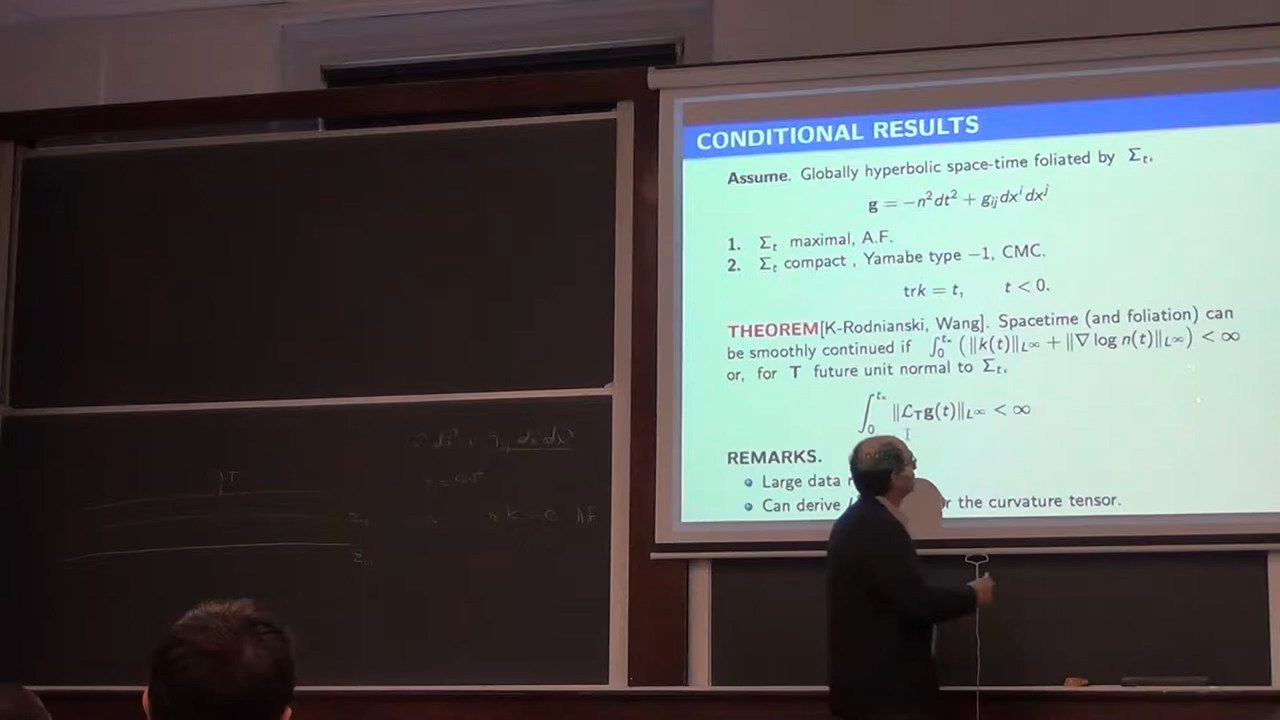 CONDITIONAL RESULTS
Assume. Globally hyperbolic space-time foliated by Σ_t.
g = −n²dt² + g_ij dx^i dx^j
1. Σ_t maximal, A.F.
2. Σ_t compact , Yamabe type −1, CMC.
trk = t, t < 0.
THEOREM[K-Rodnianski, Wang]. Spacetime (and foliation) can
be smoothly continued if ∫_0^{t_*} (‖k(t)‖_{L^∞} + ‖∇ log n(t)‖_{L^∞}) < ∞
or, for T future unit normal to Σ_t,
∫_0^{t_*} ‖𝓛_T g(t)‖_{L^∞} < ∞
REMARKS.
• Large data
• Can derive the curvature tensor.
T